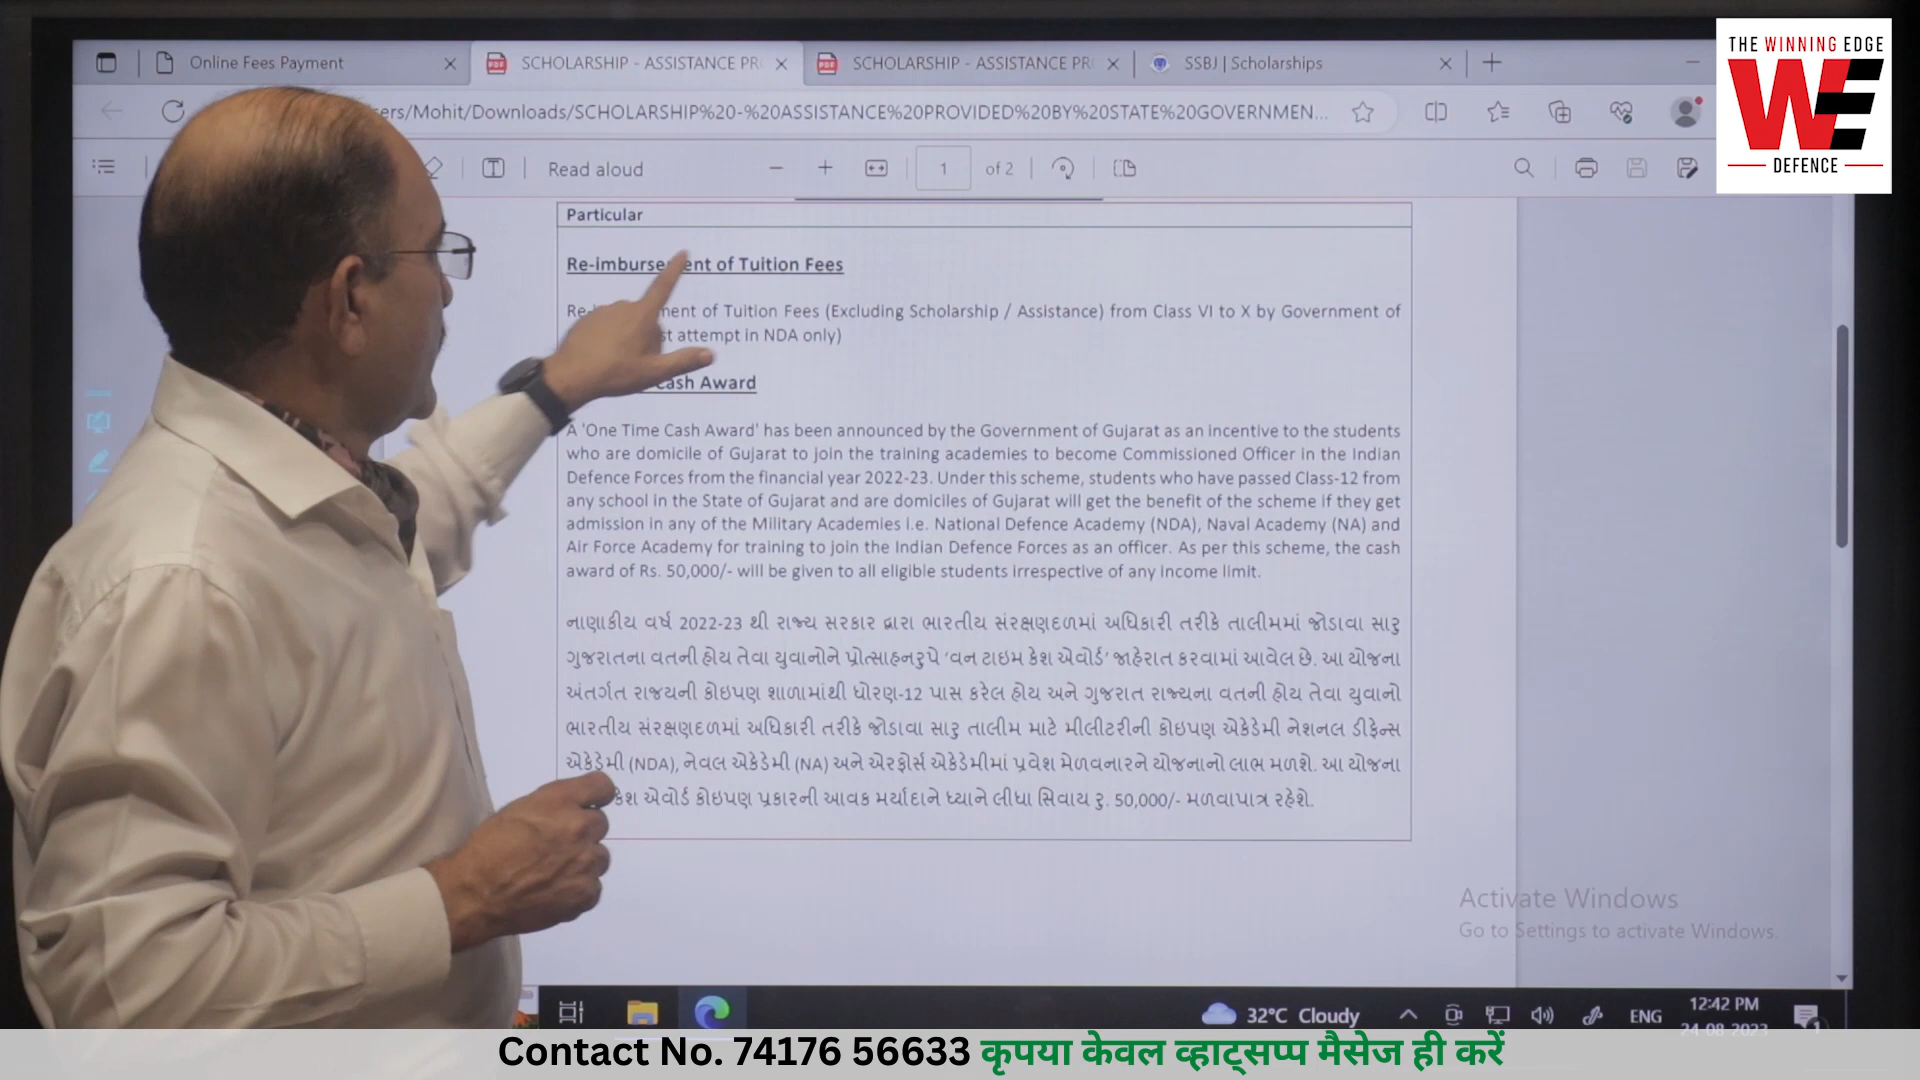 Online Fees Payment
SCHOLARSHIP - ASSISTANCE PR
SCHOLARSHIP - ASSISTANCE PR
SSBJ | Scholarships
THE WINNING EDGE
WE
DEFENCE
ers/Mohit/Downloads/SCHOLARSHIP%20-%20ASSISTANCE%20PROVIDED%20BY%20STATE%20GOVERNMEN...
Read aloud
1 of 2
Particular
Re-imbursement of Tuition Fees
ent of Tuition Fees (Excluding Scholarship / Assistance) from Class VI to X by Government of
st attempt in NDA only)
Cash Award
A 'One Time Cash Award' has been announced by the Government of Gujarat as an incentive to the students
who are domicile of Gujarat to join the training academies to become Commissioned Officer in the Indian
Defence Forces from the financial year 2022-23. Under this scheme, students who have passed Class-12 from
any school in the State of Gujarat and are domiciles of Gujarat will get the benefit of the scheme if they get
admission in any of the Military Academies i.e. National Defence Academy (NDA), Naval Academy (NA) and
Air Force Academy for training to join the Indian Defence Forces as an officer. As per this scheme, the cash
award of Rs. 50,000/- will be given to all eligible students irrespective of any income limit.
નાણાકીય વર્ષ 2022-23 થી રાજ્ય સરકાર દ્વારા ભારતીય સંરક્ષણદળમાં અધિકારી તરીકે તાલીમમાં જોડાવા સારુ
ગુજરાતના વતની હોય તેવા યુવાનોને પ્રોત્સાહનરુપે 'વન ટાઇમ કેશ એવોર્ડ' જાહેરાત કરવામાં આવેલ છે. આ યોજના
અંતર્ગત રાજયની કોઇપણ શાળામાંથી ધોરણ-12 પાસ કરેલ હોય અને ગુજરાત રાજ્યના વતની હોય તેવા યુવાનો
ભારતીય સંરક્ષણદળમાં અધિકારી તરીકે જોડાવા સારુ તાલીમ માટે મીલીટરીની કોઇપણ એકેડેમી નેશનલ ડીફેન્સ
એકેડેમી (NDA), નેવલ એકેડેમી (NA) અને એરફોર્સ એકેડેમીમાં પ્રવેશ મેળવનારને યોજનાનો લાભ મળશે. આ યોજના
કેશ એવોર્ડ કોઇપણ પ્રકારની આવક મર્યાદાને ધ્યાને લીધા સિવાય રુ. 50,000/- મળવાપાત્ર રહેશે.
Activate Windows
Go to Settings to activate Windows.
32°C Cloudy
ENG
12:42 PM
24-08-2023
Contact No. 74176 56633 कृपया केवल व्हाट्सप्प मैसेज ही करें